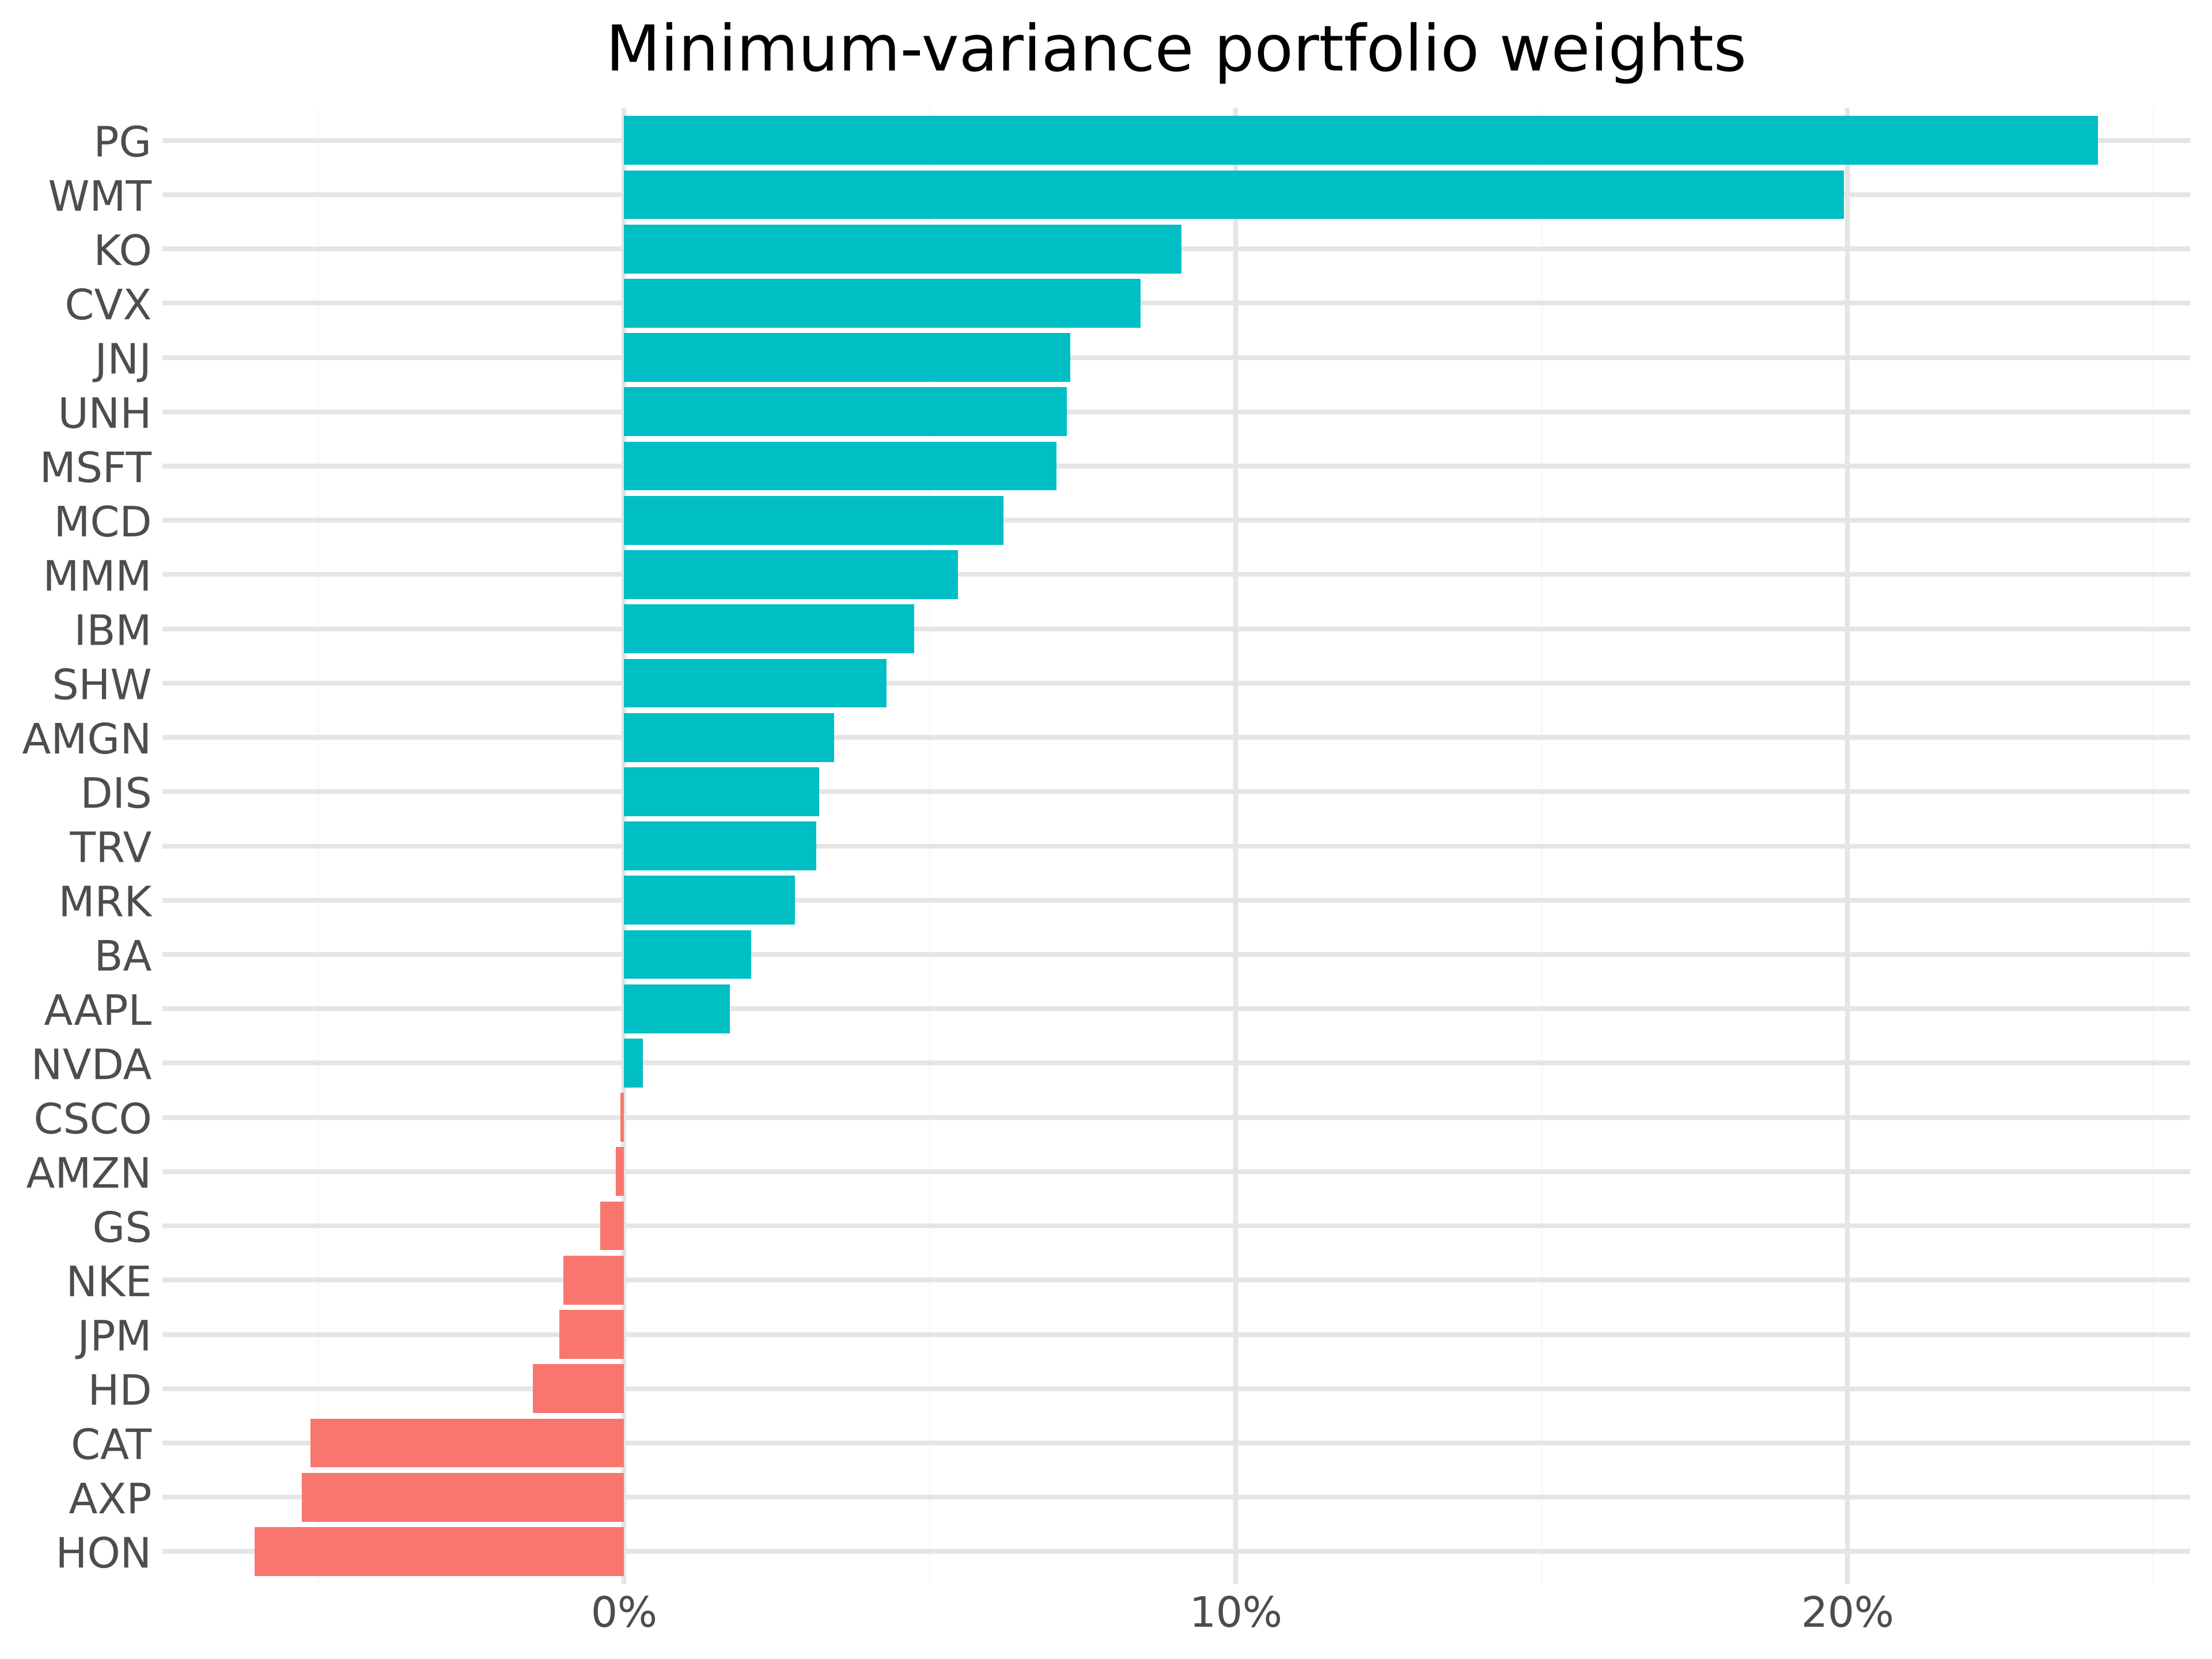 Minimum-variance portfolio weights
PG
WMT
KO
CVX
JNJ
UNH
MSFT
MCD
MMM
IBM
SHW
AMGN
DIS
TRV
MRK
BA
AAPL
NVDA
CSCO
AMZN
GS
NKE
JPM
HD
CAT
AXP
HON
0% 10% 20%